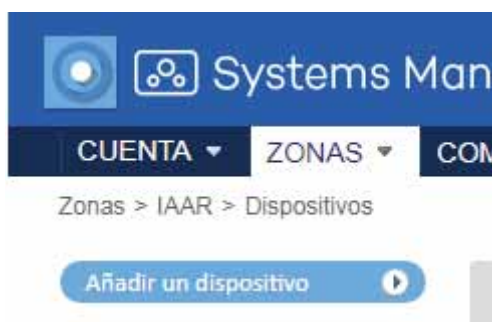 Systems Man
CUENTA ZONAS COM
Zonas > IAAR > Dispositivos
Añadir un dispositivo